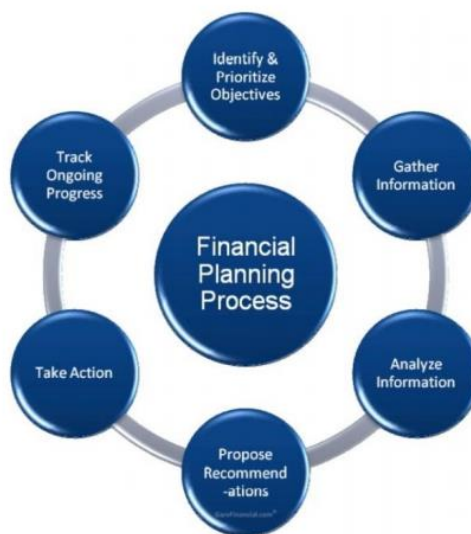 Identify &
Prioritize
Objectives
Gather
Information
Analyze
Information
Propose
Recommend
-ations
Take Action
Track
Ongoing
Progress
Financial
Planning
Process